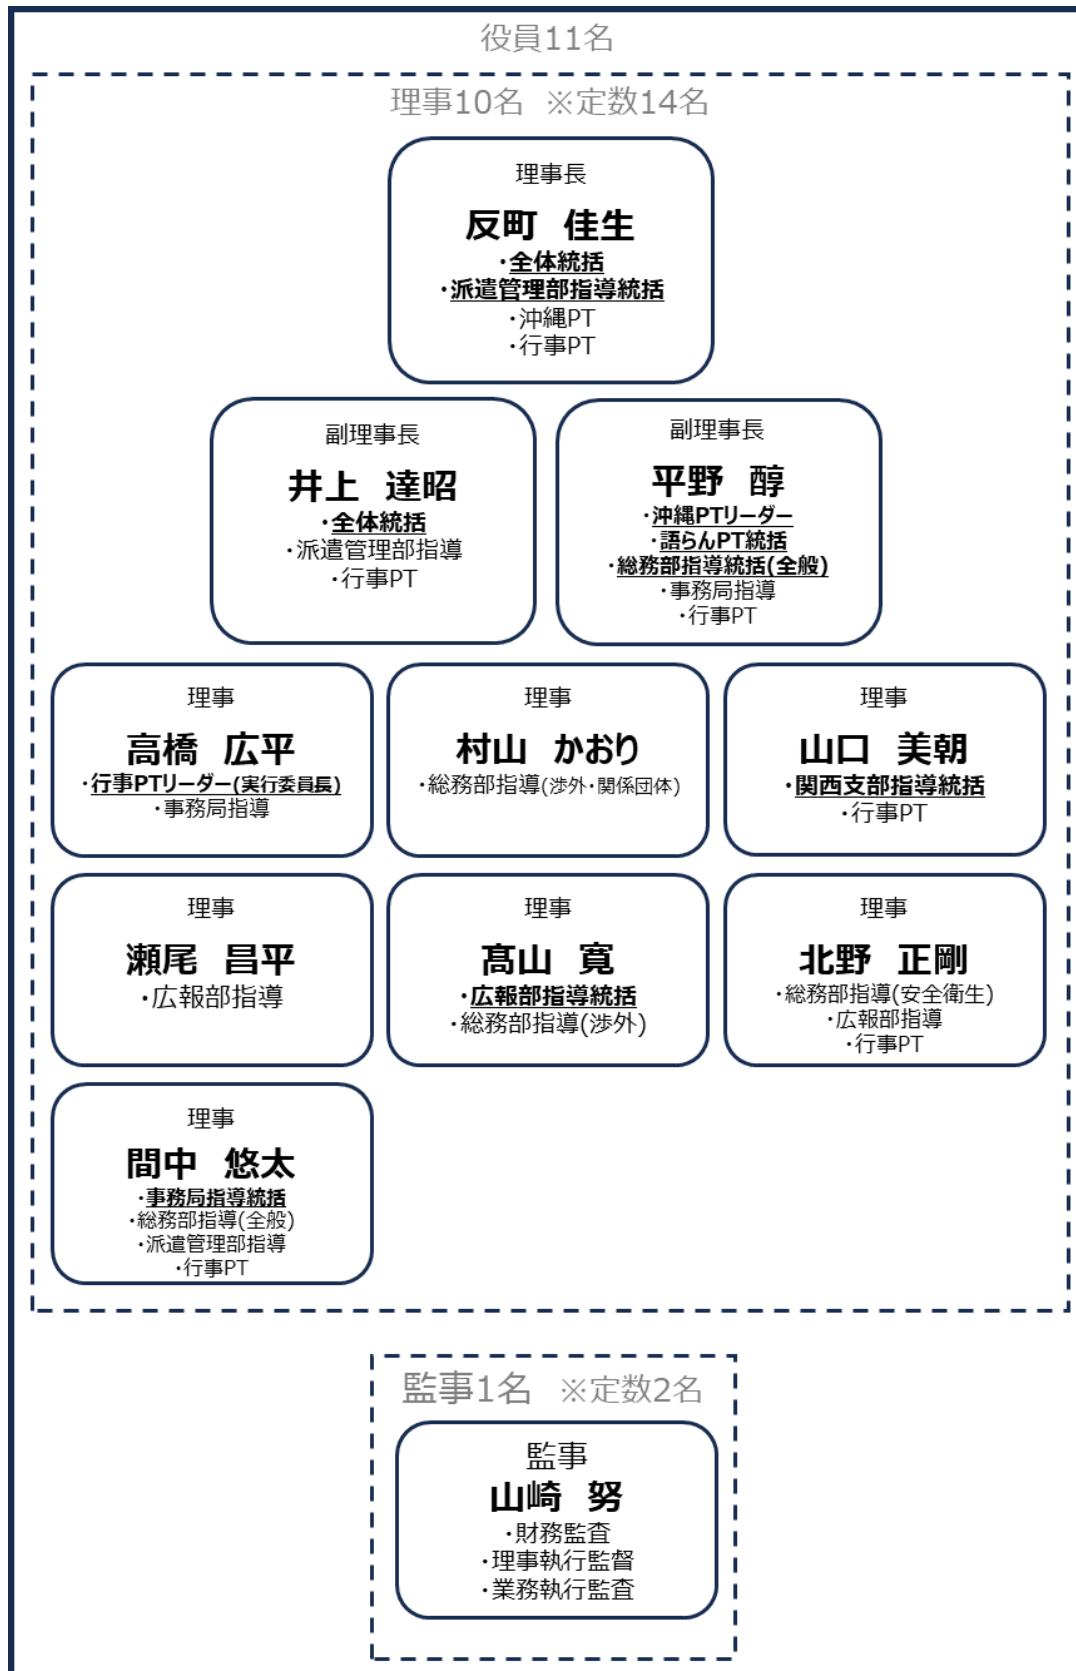 役員11名
理事10名 ※定数14名
理事長
反町 佳生
・全体統括
・派遣管理部指導統括
・沖縄PT
・行事PT
副理事長
井上 達昭
・全体統括
・派遣管理部指導
・行事PT
副理事長
平野 醇
・沖縄PTリーダー
・語らんPT統括
・総務部指導統括(全般)
・事務局指導
・行事PT
理事
高橋 広平
・行事PTリーダー(実行委員長)
・事務局指導
理事
村山 かおり
・総務部指導(渉外・関係団体)
理事
山口 美朝
・関西支部指導統括
・行事PT
理事
瀬尾 昌平
・広報部指導
理事
髙山 寛
・広報部指導統括
・総務部指導(渉外)
理事
北野 正剛
・総務部指導(安全衛生)
・広報部指導
・行事PT
理事
間中 悠太
・事務局指導統括
・総務部指導(全般)
・派遣管理部指導
・行事PT
監事1名 ※定数2名
監事
山崎 努
・財務監査
・理事執行監督
・業務執行監査